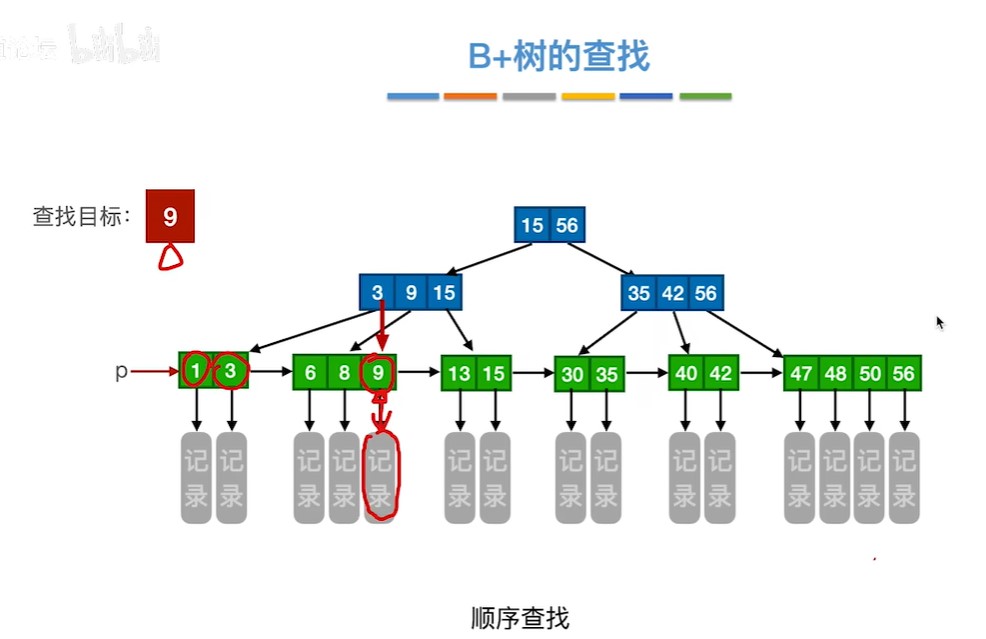 bilibili
B+树的查找
查找目标: 9
15 56
3 9 15
35 42 56
p
1 3
6 8 9
13 15
30 35
40 42
47 48 50 56
记录 记录 记录 记录 记录 记录 记录 记录 记录 记录 记录 记录 记录 记录 记录
顺序查找